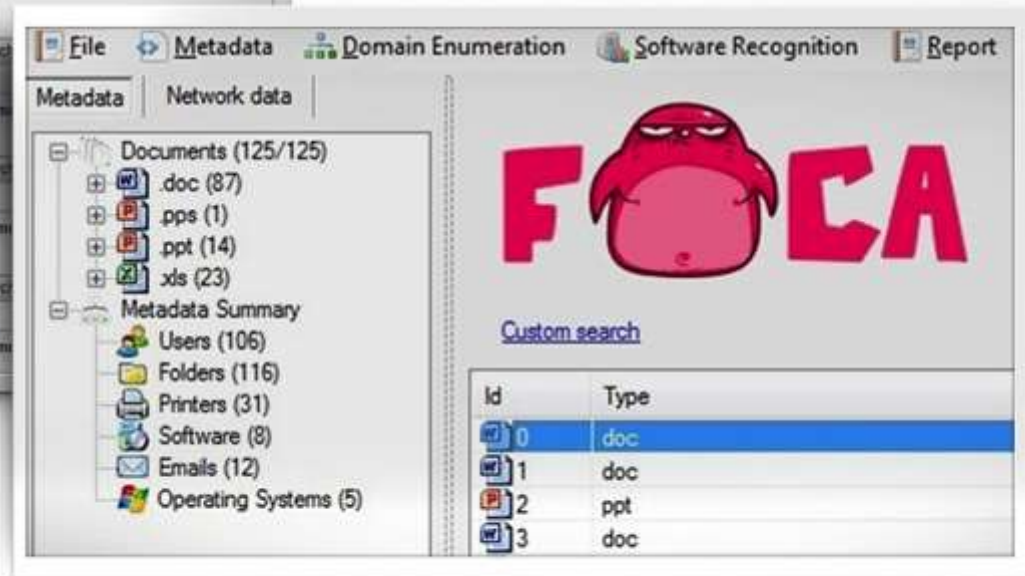 File Metadata Domain Enumeration Software Recognition Report
Metadata Network data
Documents (125/125)
.doc (87)
.pps (1)
.ppt (14)
.xls (23)
Metadata Summary
Users (106)
Folders (116)
Printers (31)
Software (8)
Emails (12)
Operating Systems (5)
FOCA
Custom search
Id Type
0 doc
1 doc
2 ppt
3 doc